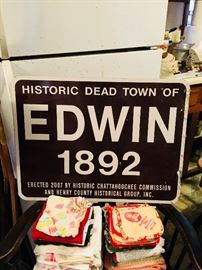 HISTORIC DEAD TOWN OF
EDWIN
1892
ERECTED 2007 BY HISTORIC CHATTAHOOCHEE COMMISSION
AND HENRY COUNTY HISTORICAL GROUP, INC.